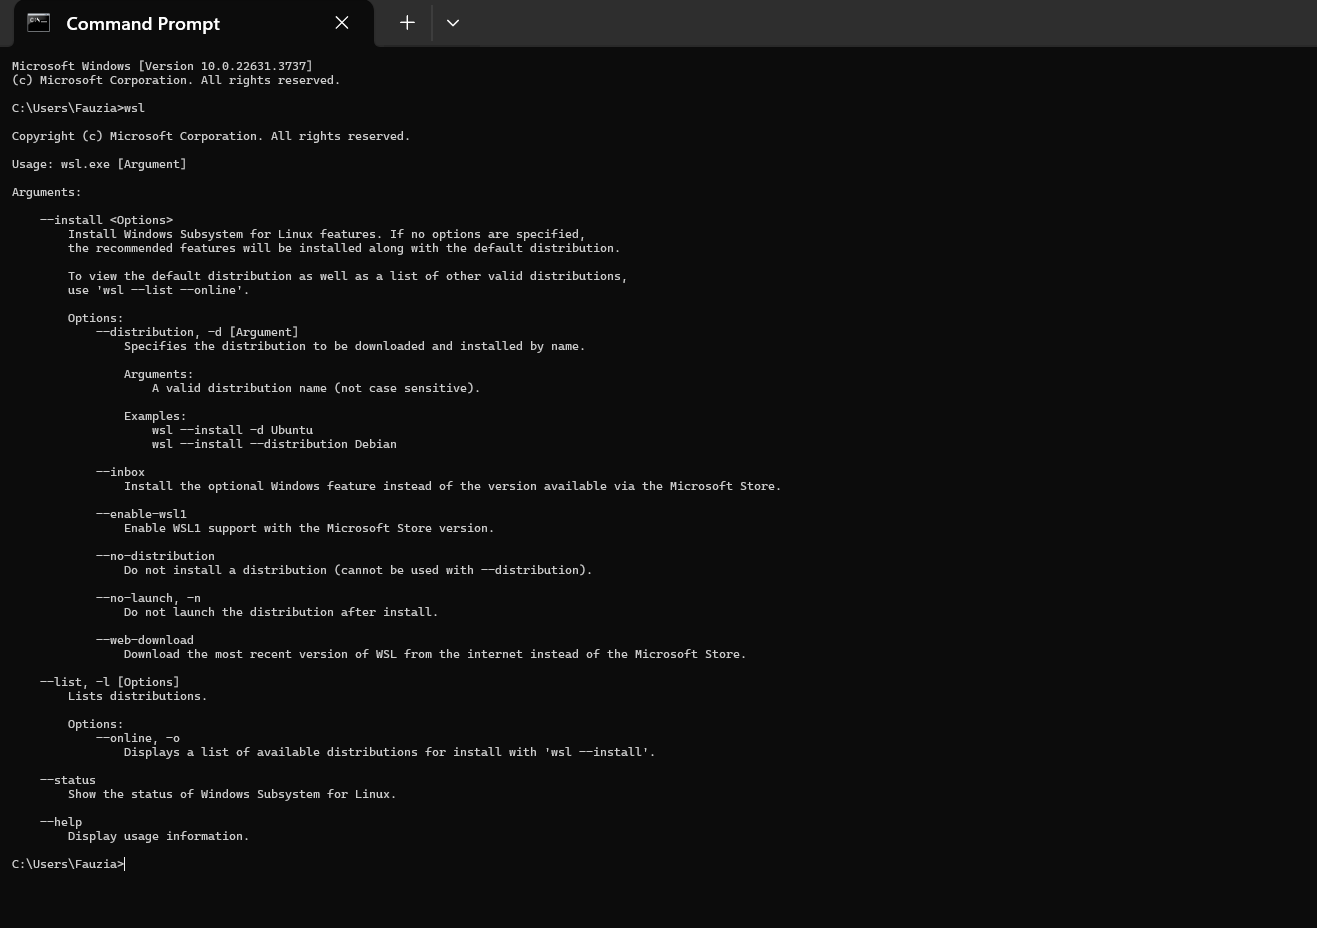 Command Prompt
Microsoft Windows [Version 10.0.22631.3737]
(c) Microsoft Corporation. All rights reserved.
C:\Users\Fauzia>wsl
Copyright (c) Microsoft Corporation. All rights reserved.
Usage: wsl.exe [Argument]
Arguments:
--install <Options>
Install Windows Subsystem for Linux features. If no options are specified,
the recommended features will be installed along with the default distribution.
To view the default distribution as well as a list of other valid distributions,
use 'wsl --list --online'.
Options:
--distribution, -d [Argument]
Specifies the distribution to be downloaded and installed by name.
Arguments:
A valid distribution name (not case sensitive).
Examples:
wsl --install -d Ubuntu
wsl --install --distribution Debian
--inbox
Install the optional Windows feature instead of the version available via the Microsoft Store.
--enable-wsl1
Enable WSL1 support with the Microsoft Store version.
--no-distribution
Do not install a distribution (cannot be used with --distribution).
--no-launch, -n
Do not launch the distribution after install.
--web-download
Download the most recent version of WSL from the internet instead of the Microsoft Store.
--list, -l [Options]
Lists distributions.
Options:
--online, -o
Displays a list of available distributions for install with 'wsl --install'.
--status
Show the status of Windows Subsystem for Linux.
--help
Display usage information.
C:\Users\Fauzia>